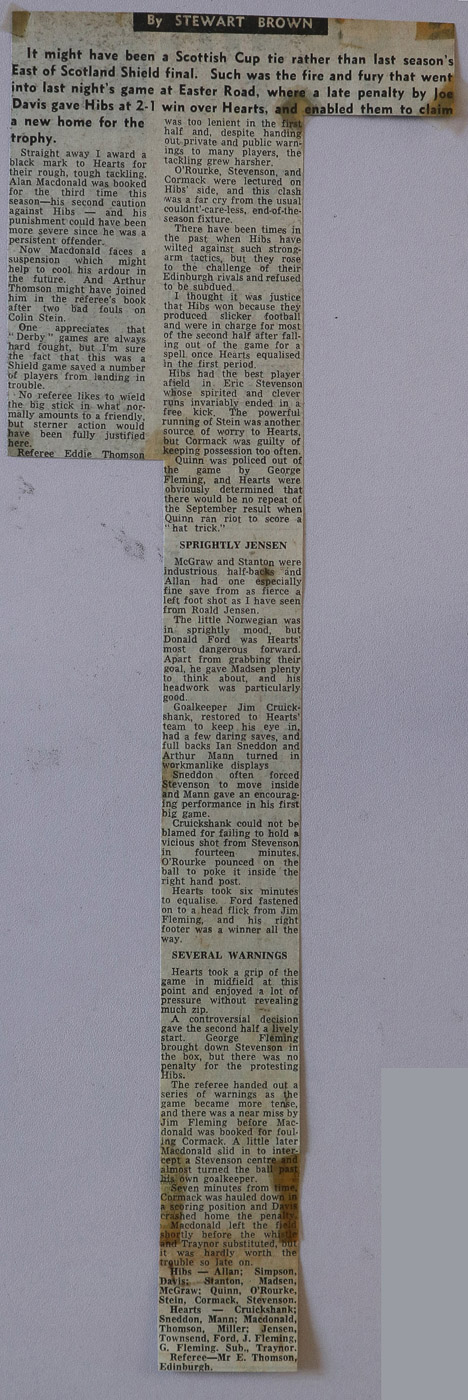 By STEWART BROWN
It might have been a Scottish Cup tie rather than last season's
East of Scotland Shield final. Such was the fire and fury that went
into last night's game at Easter Road, where a late penalty by Joe
Davis gave Hibs at 2-1 win over Hearts, and enabled them to claim
a new home for the
trophy.
Straight away I award a
black mark to Hearts for
their rough, tough tackling.
Alan Macdonald was booked
for the third time this
season—his second caution
against Hibs — and his
punishment could have been
more severe since he was a
persistent offender.
Now Macdonald faces a
suspension which might
help to cool his ardour in
the future. And Arthur
Thomson might have joined
him in the referee's book
after two bad fouls on
Colin Stein.
One appreciates that
"Derby" games are always
hard fought, but I'm sure
the fact that this was a
Shield game saved a number
of players from landing in
trouble.
No referee likes to wield
the big stick in what nor-
mally amounts to a friendly,
but sterner action would
have been fully justified
here.
Referee Eddie Thomson
was too lenient in the first
half and, despite handing
out private and public warn-
ings to many players, the
tackling grew harsher.
O'Rourke, Stevenson, and
Cormack were lectured on
Hibs' side, and this clash
was a far cry from the usual
couldnt'-care-less, end-of-the-
season fixture.
There have been times in
the past when Hibs have
wilted against such strong-
arm tactics, but they rose
to the challenge of their
Edinburgh rivals and refused
to be subdued.
I thought it was justice
that Hibs won because they
produced slicker football
and were in charge for most
of the second half after fall-
ing out of the game for a
spell once Hearts equalised
in the first period.
Hibs had the best player
afield in Eric Stevenson
whose spirited and clever
runs invariably ended in a
free kick. The powerful
running of Stein was another
source of worry to Hearts,
but Cormack was guilty of
keeping possession too often.
Quinn was policed out of
the game by George
Fleming, and Hearts were
obviously determined that
there would be no repeat of
the September result when
Quinn ran riot to score a
"hat trick."
SPRIGHTLY JENSEN
McGraw and Stanton were
industrious half-backs and
Allan had one especially
fine save from as fierce a
left foot shot as I have seen
from Roald Jensen.
The little Norwegian was
in sprightly mood, but
Donald Ford was Hearts'
most dangerous forward.
Apart from grabbing their
goal, he gave Madsen plenty
to think about, and his
headwork was particularly
good.
Goalkeeper Jim Cruick-
shank, restored to Hearts'
team to keep his eye in,
had a few daring saves, and
full backs Ian Sneddon and
Arthur Mann turned in
workmanlike displays
Sneddon often forced
Stevenson to move inside
and Mann gave an encourag-
ing performance in his first
big game.
Cruickshank could not be
blamed for failing to hold a
vicious shot from Stevenson
in fourteen minutes.
O'Rourke pounced on the
ball to poke it inside the
right hand post.
Hearts took six minutes
to equalise. Ford fastened
on to a head flick from Jim
Fleming, and his right
footer was a winner all the
way.
SEVERAL WARNINGS
Hearts took a grip of the
game in midfield at this
point and enjoyed a lot of
pressure without revealing
much zip.
A controversial decision
gave the second half a lively
start. George Fleming
brought down Stevenson in
the box, but there was no
penalty for the protesting
Hibs.
The referee handed out a
series of warnings as the
game became more tense,
and there was a near miss by
Jim Fleming before Mac-
donald was booked for foul-
ing Cormack. A little later
Macdonald slid in to inter-
cept a Stevenson centre and
almost turned the ball past
his own goalkeeper.
Seven minutes from time,
Cormack was hauled down in
a scoring position and Davis
crashed home the penalty.
Macdonald left the field
shortly before the whistle
and Traynor substituted, but
it was hardly worth the
trouble so late on.
Hibs — Allan; Simpson,
Davis; Stanton, Madsen,
McGraw; Quinn, O'Rourke,
Stein, Cormack, Stevenson.
Hearts — Cruickshank;
Sneddon, Mann; Macdonald,
Thomson, Miller; Jensen,
Townsend, Ford, J. Fleming,
G. Fleming. Sub., Traynor.
Referee—Mr E. Thomson,
Edinburgh.